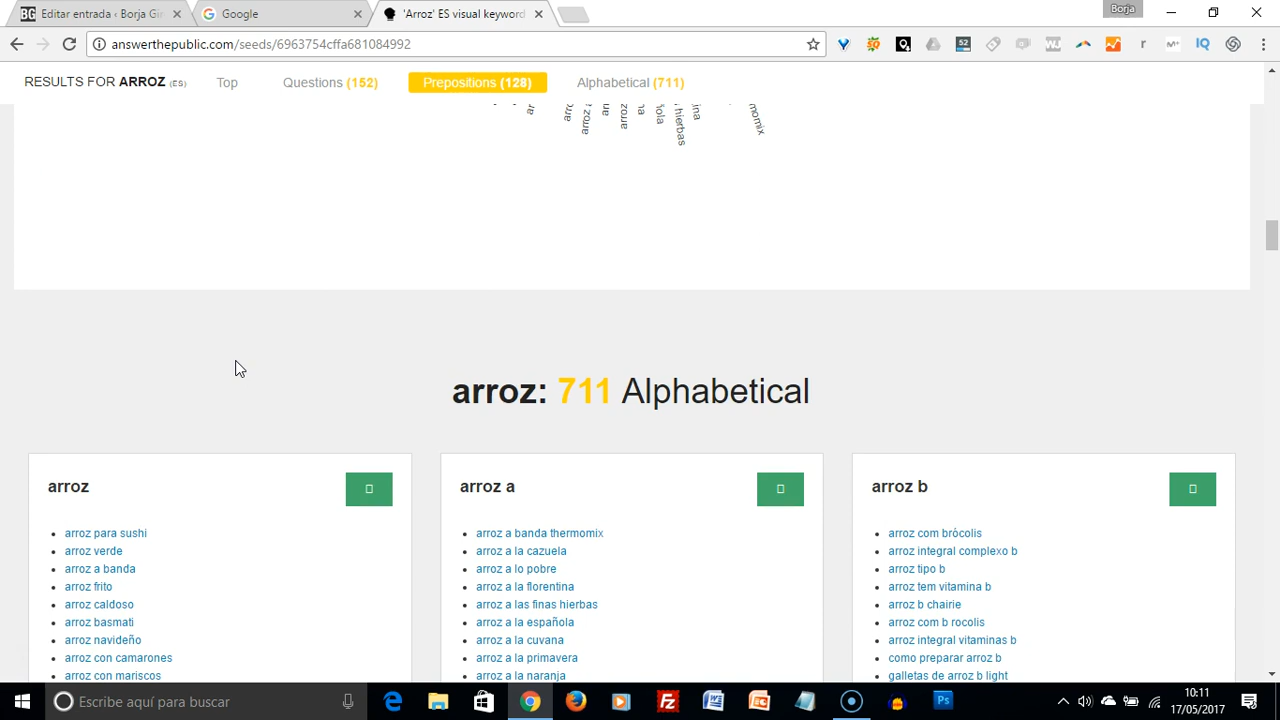 Editar entrada ‹ Borja Gir
Google
'Arroz' ES visual keyword
Borja
answerthepublic.com/seeds/6963754cffa681084992
RESULTS FOR ARROZ (ES) Top Questions (152) Prepositions (128) Alphabetical (711)
hierbas
momix
arroz: 711 Alphabetical
arroz
arroz para sushi
arroz verde
arroz a banda
arroz frito
arroz caldoso
arroz basmati
arroz navideño
arroz con camarones
arroz con mariscos
arroz a
arroz a banda thermomix
arroz a la cazuela
arroz a lo pobre
arroz a la florentina
arroz a las finas hierbas
arroz a la española
arroz a la cuvana
arroz a la primavera
arroz a la naranja
arroz b
arroz com brócolis
arroz integral complexo b
arroz tipo b
arroz tem vitamina b
arroz b chairie
arroz com b rocolis
arroz integral vitaminas b
como preparar arroz b
galletas de arroz b light
Escribe aquí para buscar
10:11
17/05/2017